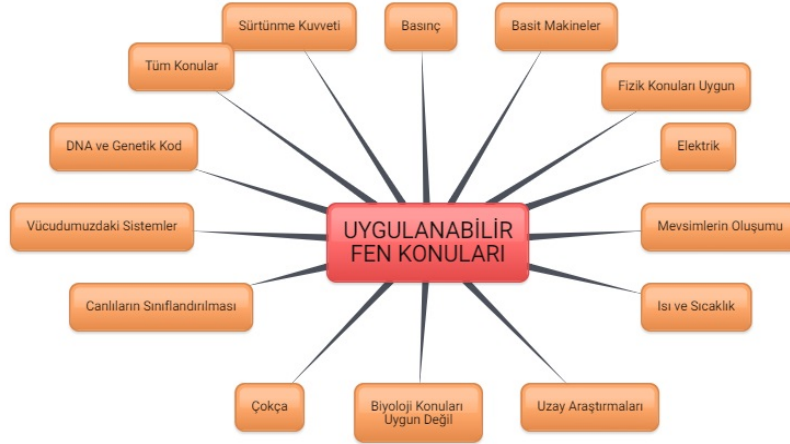 Sürtünme Kuvveti
Basınç
Basit Makineler
Tüm Konular
Fizik Konuları Uygun
DNA ve Genetik Kod
Elektrik
Vücudumuzdaki Sistemler
UYGULANABİLİR
FEN KONULARI
Mevsimlerin Oluşumu
Canlıların Sınıflandırılması
Isı ve Sıcaklık
Çokça
Biyoloji Konuları
Uygun Değil
Uzay Araştırmaları